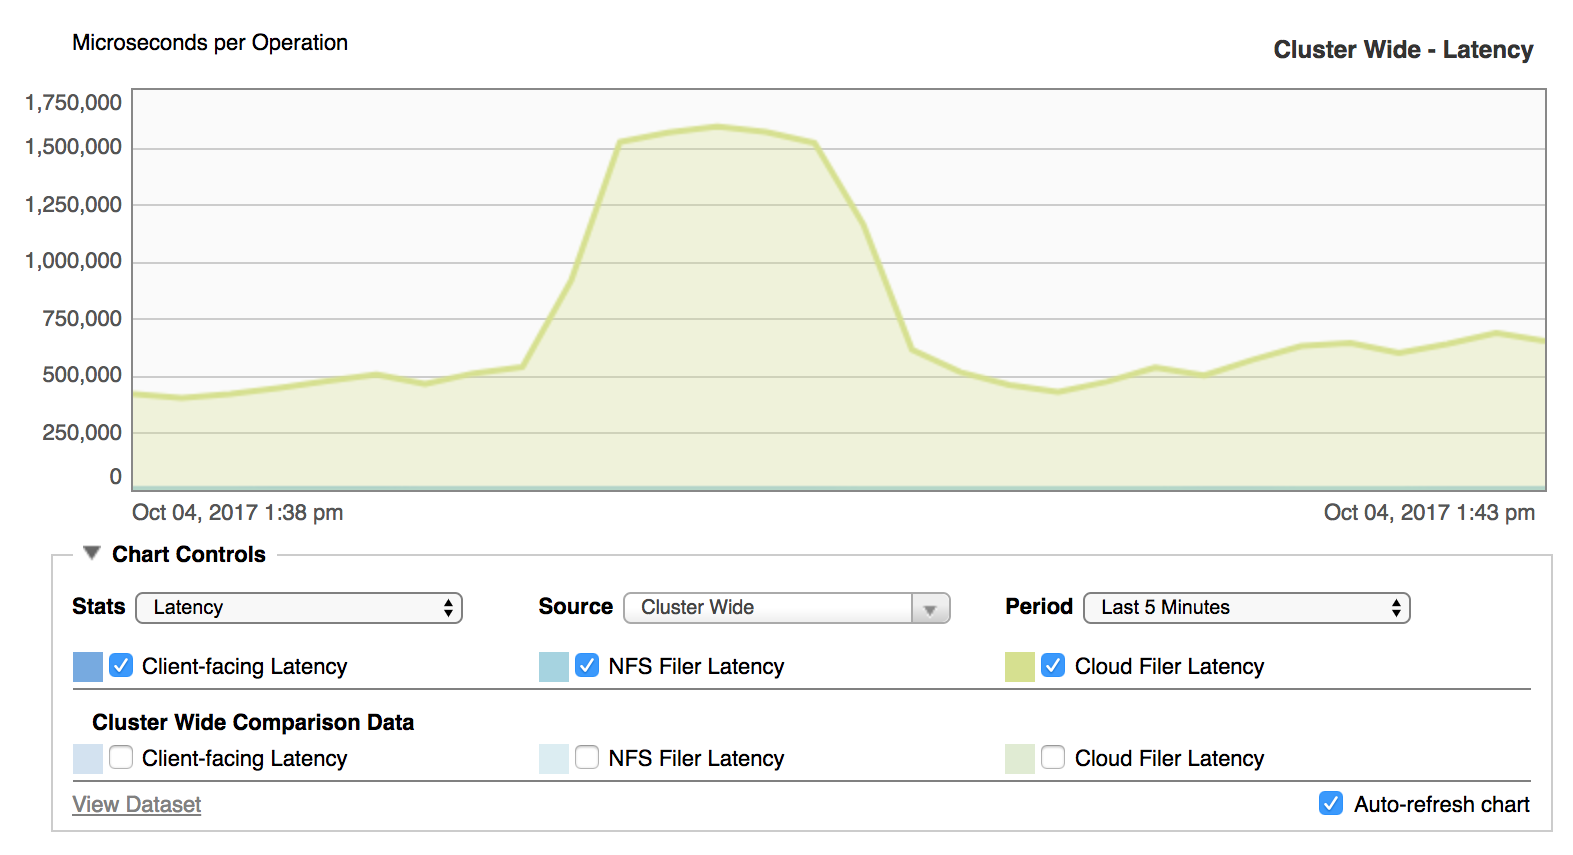 Microseconds per Operation
Cluster Wide - Latency
1,750,000
1,500,000
1,250,000
1,000,000
750,000
500,000
250,000
0
Oct 04, 2017 1:38 pm
Oct 04, 2017 1:43 pm
Chart Controls
Stats Latency Source Cluster Wide Period Last 5 Minutes
Client-facing Latency NFS Filer Latency Cloud Filer Latency
Cluster Wide Comparison Data
Client-facing Latency NFS Filer Latency Cloud Filer Latency
View Dataset Auto-refresh chart